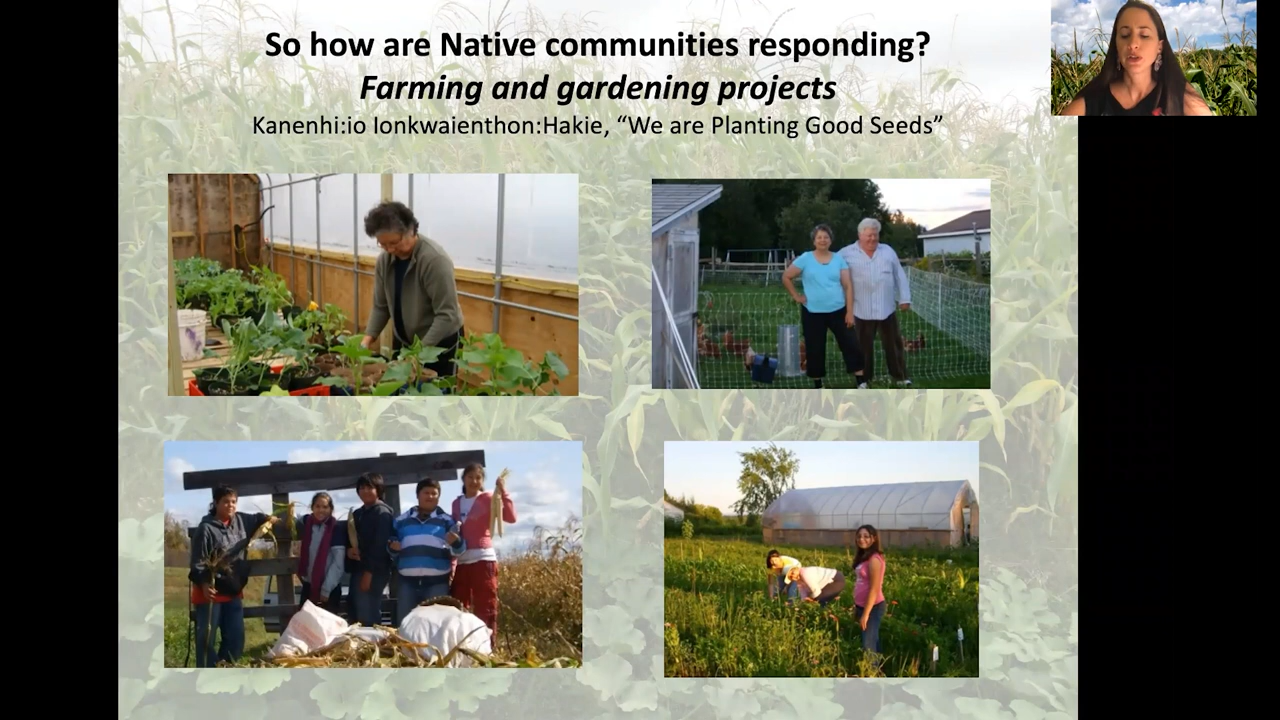 So how are Native communities responding?
Farming and gardening projects
Kanenhi:io Ionkwaienthon:Hakie, “We are Planting Good Seeds”